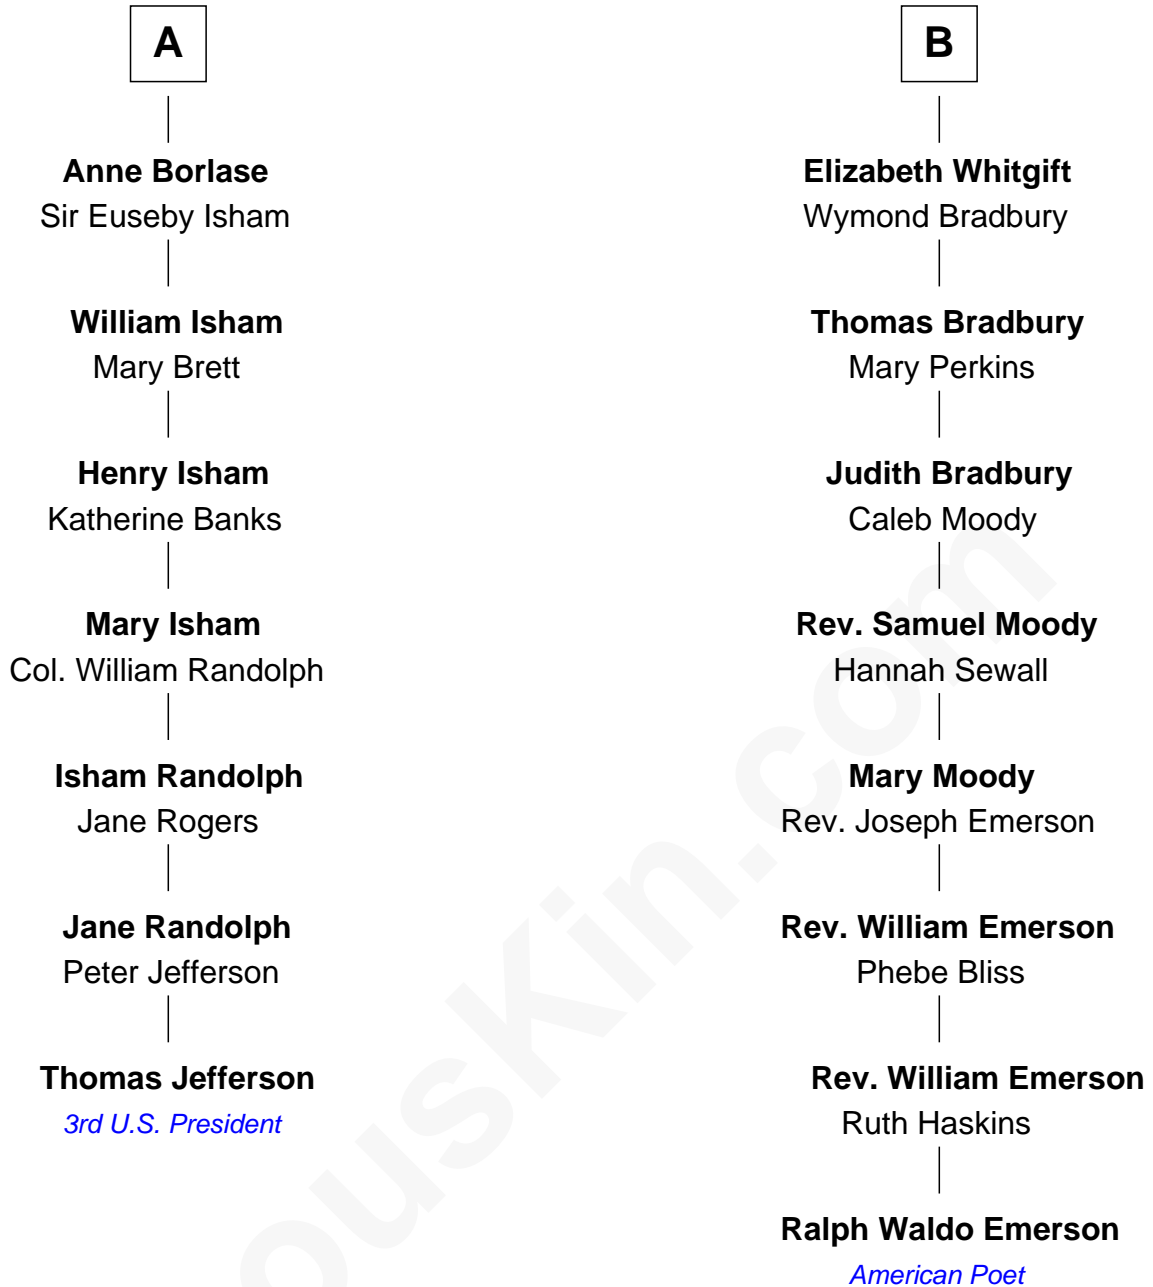 A
Anne Borlase
Sir Euseby Isham
William Isham
Mary Brett
Henry Isham
Katherine Banks
Mary Isham
Col. William Randolph
Isham Randolph
Jane Rogers
Jane Randolph
Peter Jefferson
Thomas Jefferson
3rd U.S. President
B
Elizabeth Whitgift
Wymond Bradbury
Thomas Bradbury
Mary Perkins
Judith Bradbury
Caleb Moody
Rev. Samuel Moody
Hannah Sewall
Mary Moody
Rev. Joseph Emerson
Rev. William Emerson
Phebe Bliss
Rev. William Emerson
Ruth Haskins
Ralph Waldo Emerson
American Poet
ousKin.com